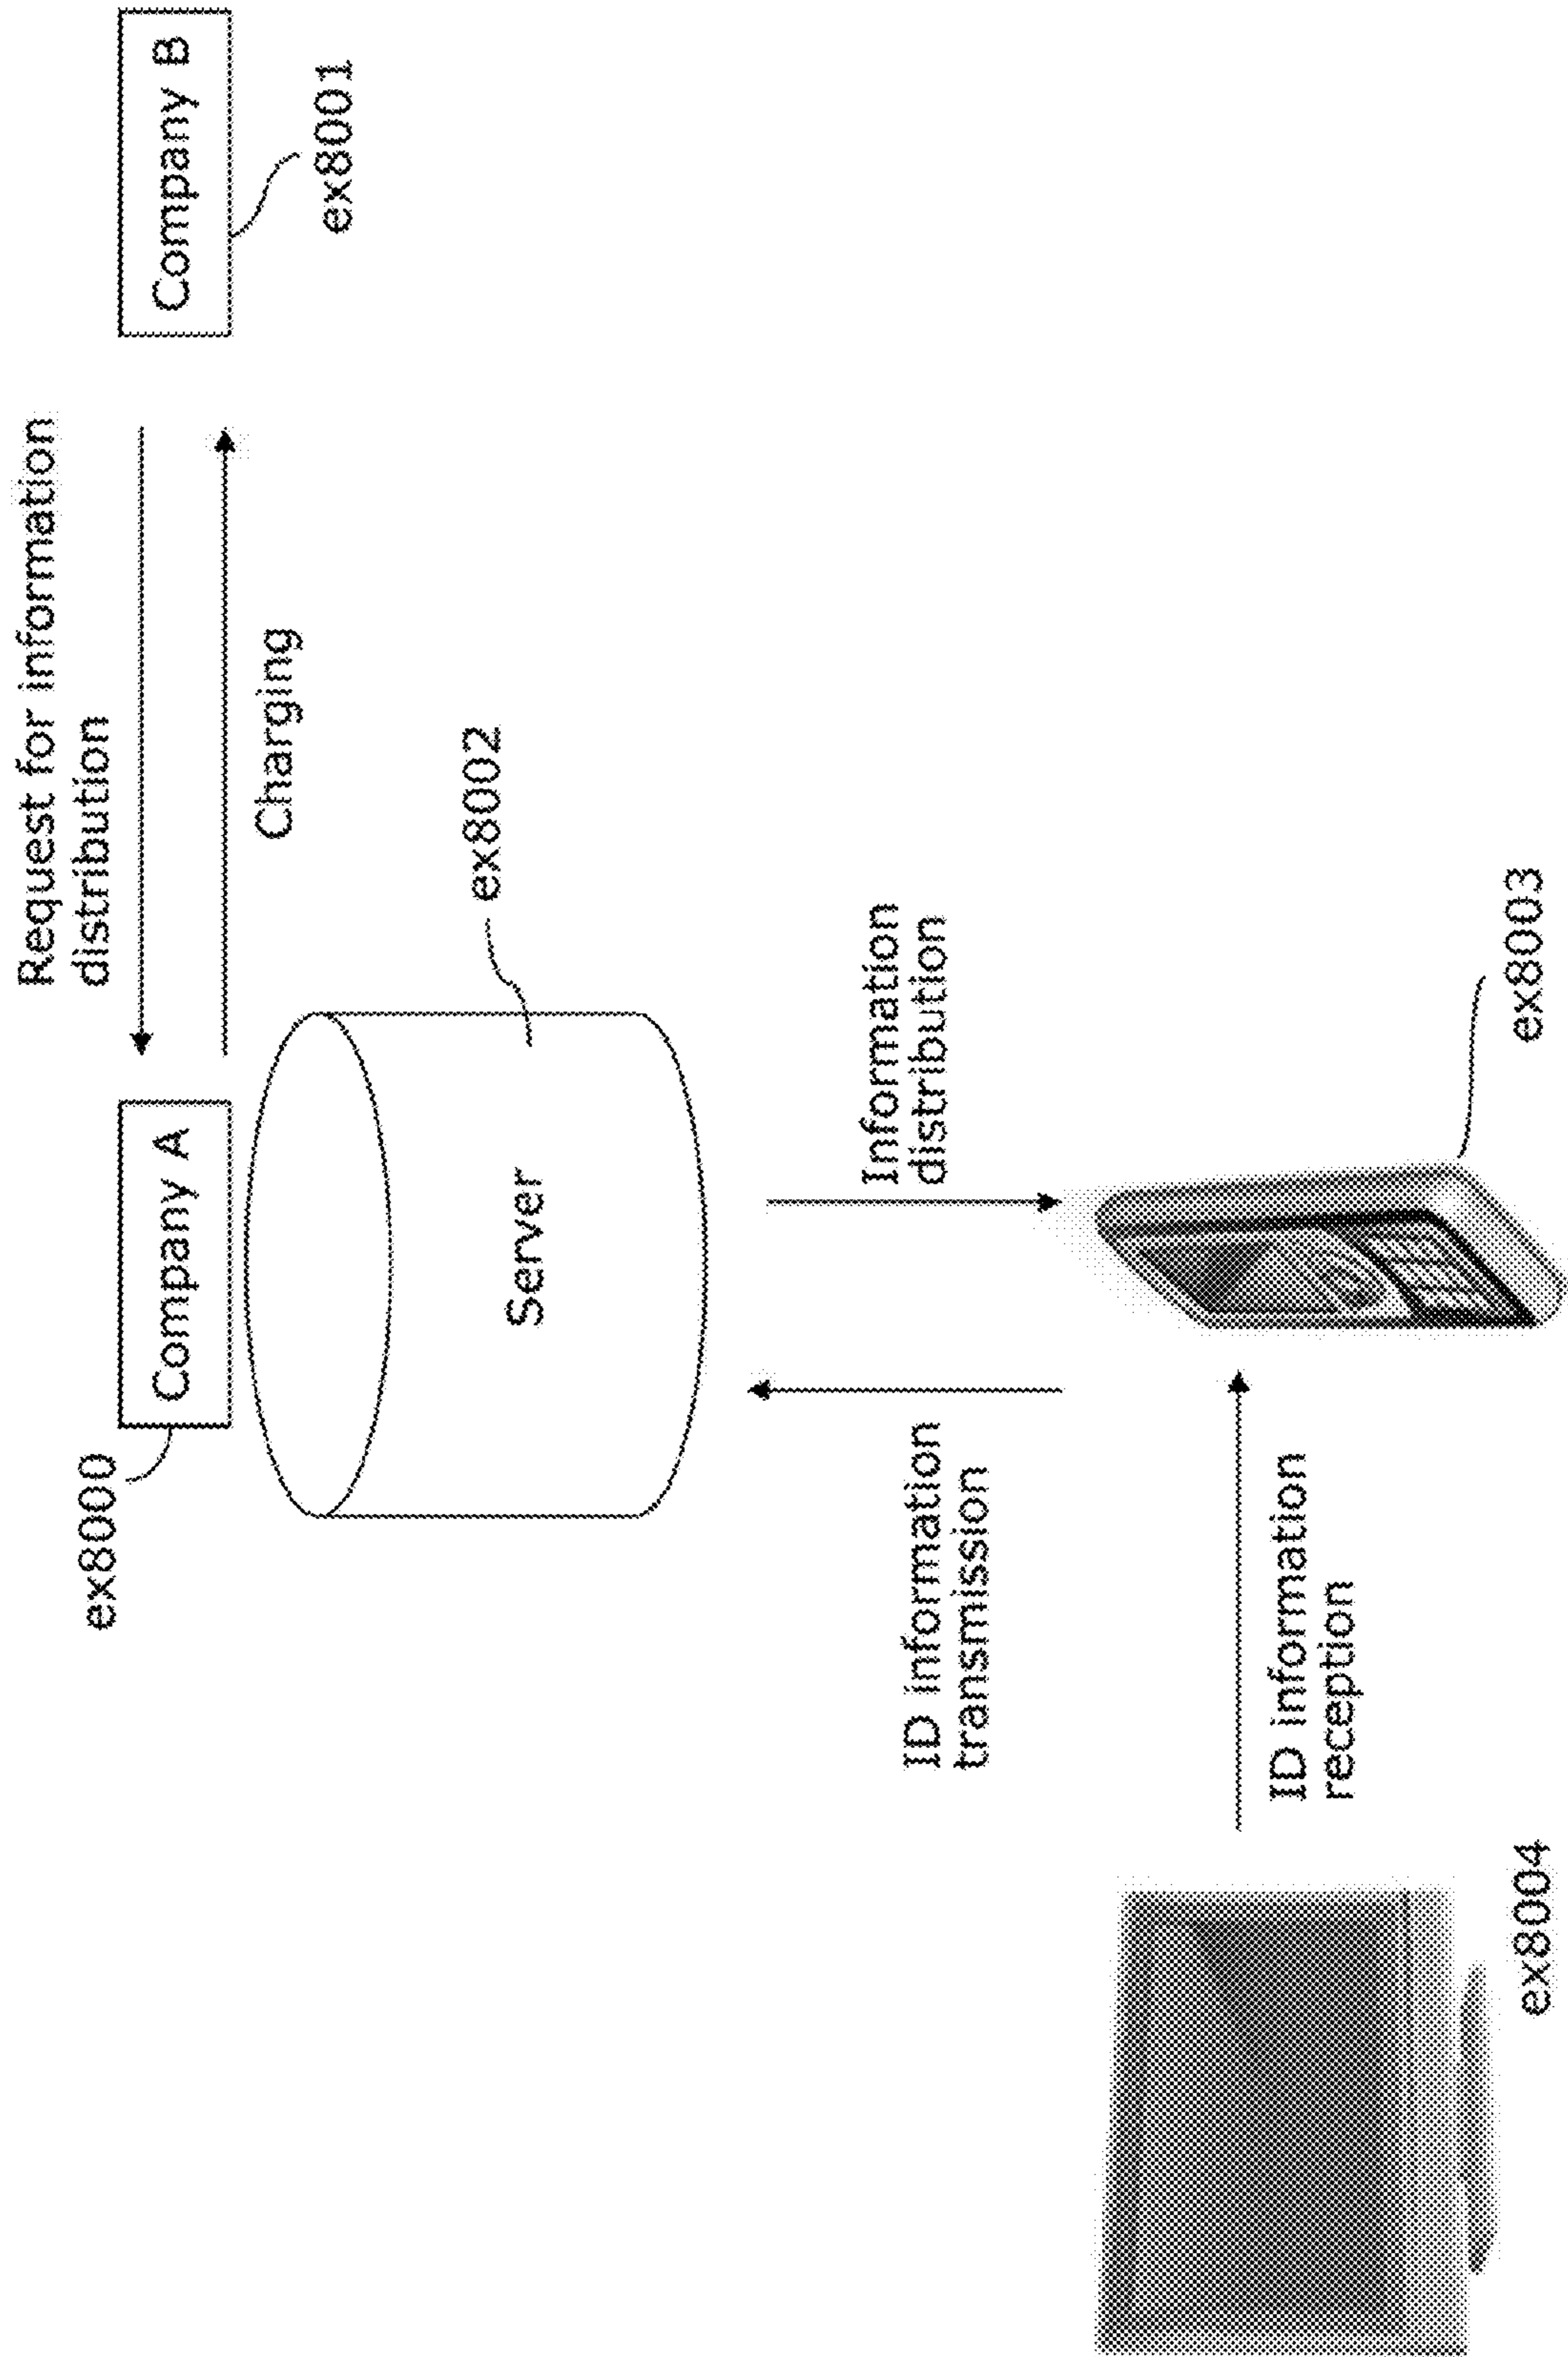 Request for information
distribution
ex8000
Company A
Company B
Charging
ex8001
ex8002
Server
Information
distribution
ID information
transmission
ID information
reception
ex8003
ex8004